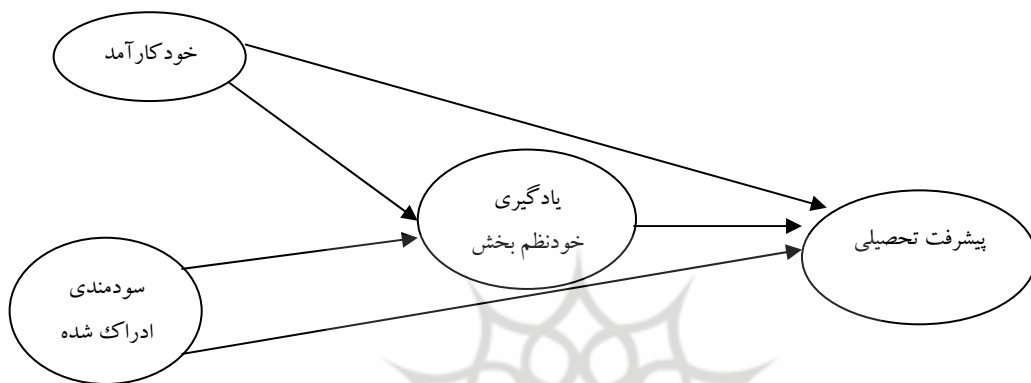 خودکارآمد
یادگیری
خودنظم بخش
پیشرفت تحصیلی
سودمندی
ادراک شده